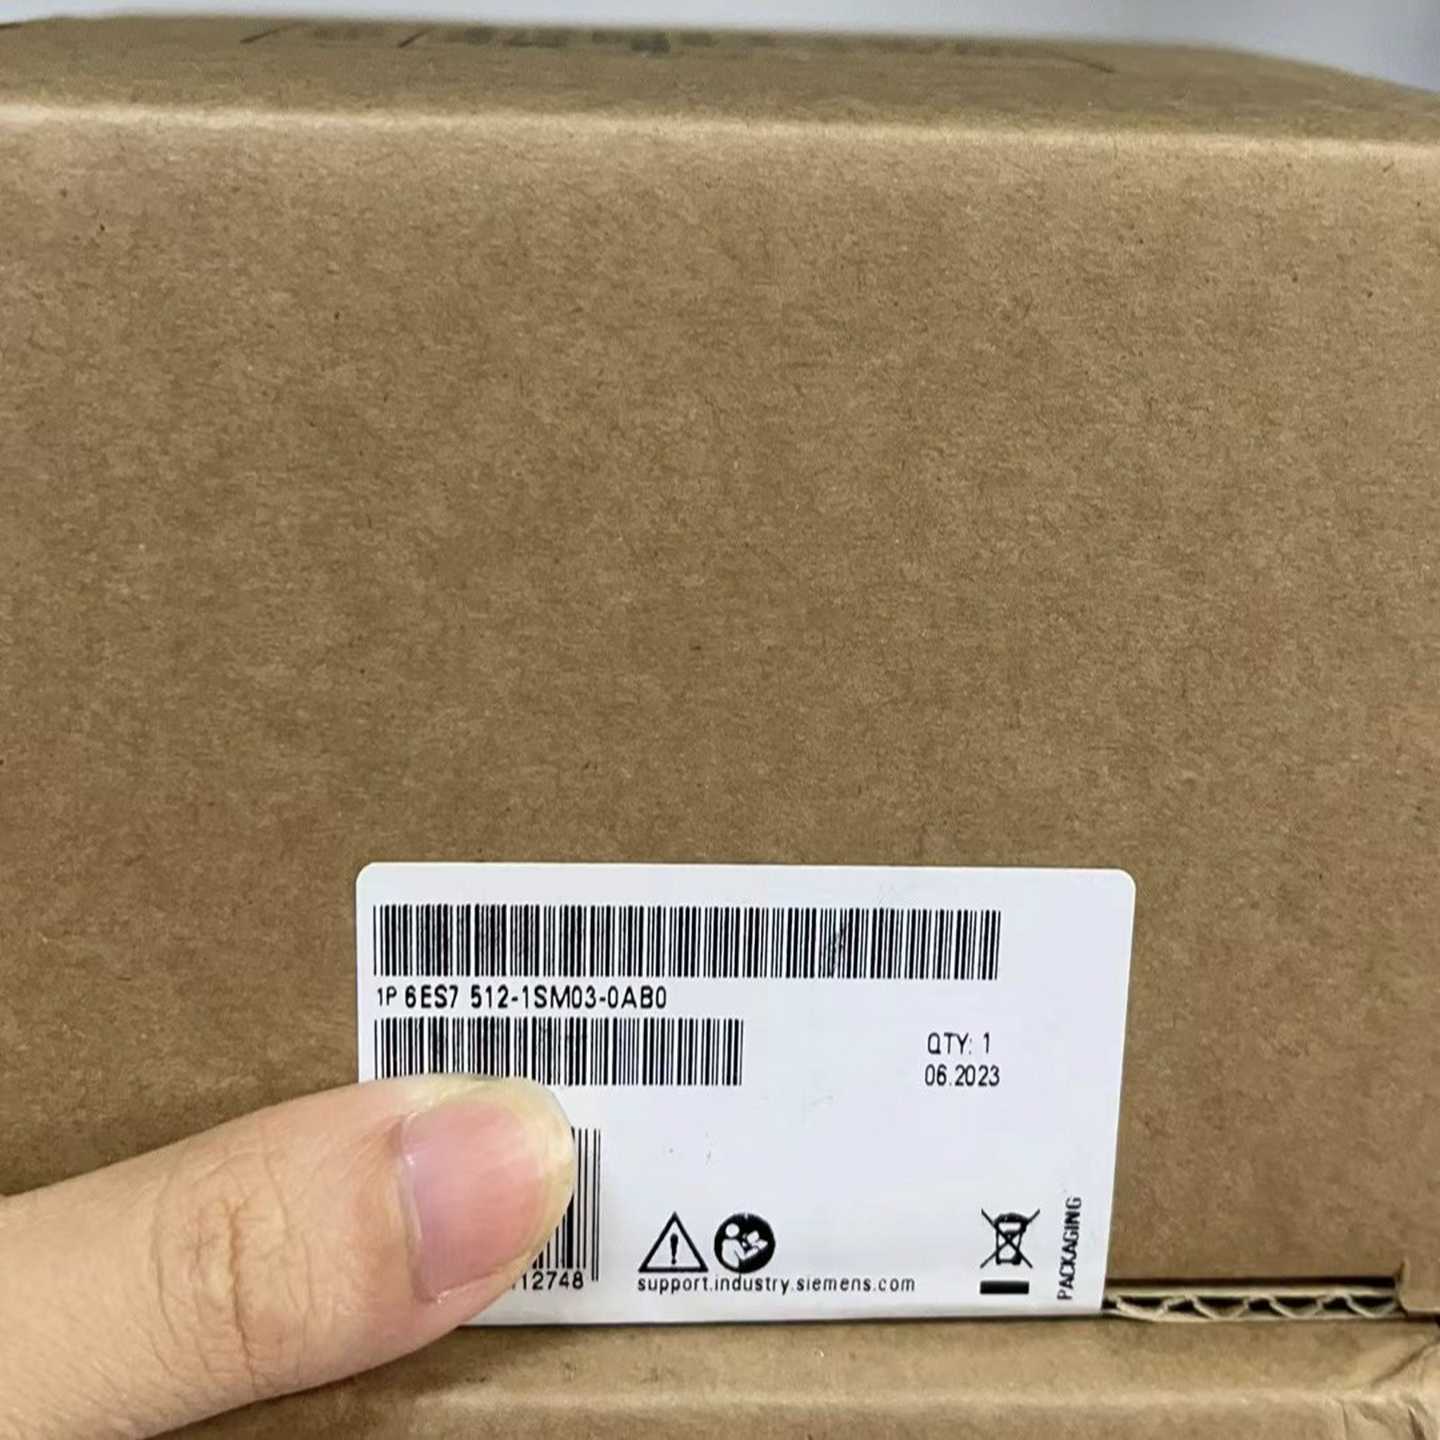 1P 6ES7 512-1SM03-0AB0
QTY: 1
06.2023
12748
support.industry.siemens.com
PACKAGING